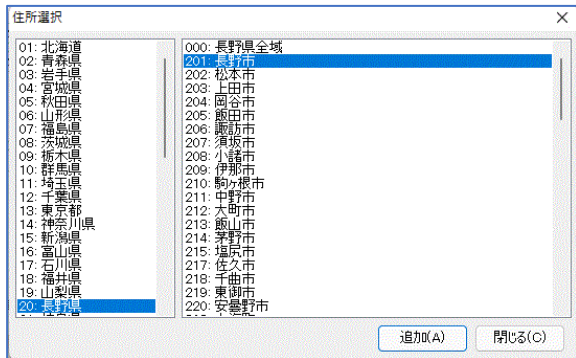 住所選択
01: 北海道
02: 青森県
03: 岩手県
04: 宮城県
05: 秋田県
06: 山形県
07: 福島県
08: 茨城県
09: 栃木県
10: 群馬県
11: 埼玉県
12: 千葉県
13: 東京都
14: 神奈川県
15: 新潟県
16: 富山県
17: 石川県
18: 福井県
19: 山梨県
20: 長野県
000: 長野県全域
201: 長野市
202: 松本市
203: 上田市
204: 岡谷市
205: 飯田市
206: 諏訪市
207: 須坂市
208: 小諸市
209: 伊那市
210: 駒ヶ根市
211: 中野市
212: 大町市
213: 飯山市
214: 茅野市
215: 塩尻市
217: 佐久市
218: 千曲市
219: 東御市
220: 安曇野市
追加(A)
閉じる(C)